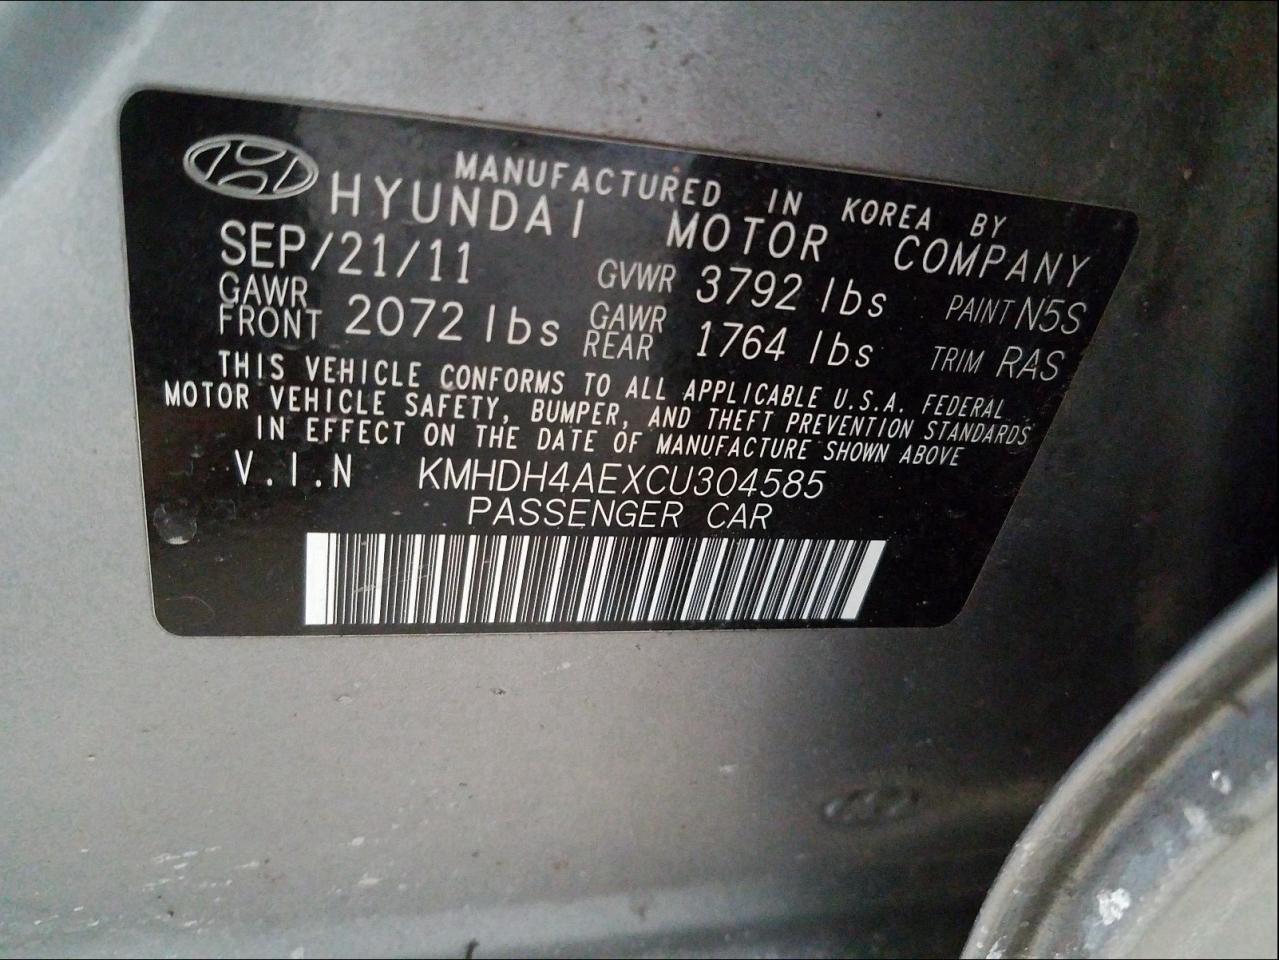 MANUFACTURED IN KOREA BY
HYUNDAI MOTOR COMPANY
SEP/21/11 GVWR 3792 lbs PAINT N5S
GAWR FRONT 2072 lbs GAWR REAR 1764 lbs TRIM RAS
THIS VEHICLE CONFORMS TO ALL APPLICABLE U.S.A. FEDERAL
MOTOR VEHICLE SAFETY, BUMPER, AND THEFT PREVENTION STANDARDS
IN EFFECT ON THE DATE OF MANUFACTURE SHOWN ABOVE
V.I.N KMHDH4AEXCU304585
PASSENGER CAR